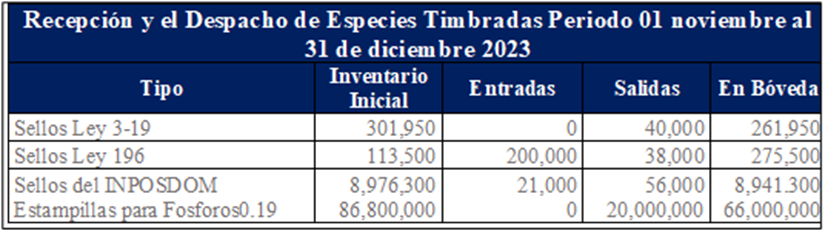 Recepción y el Despacho de Especies Timbradas Periodo 01 noviembre al
31 de diciembre 2023
Tipo Inventario Inicial Entradas Salidas En Bóveda
Sellos Ley 3-19 301,950 0 40,000 261,950
Sellos Ley 196 113,500 200,000 38,000 275,500
Sellos del INPOSDOM 8,976,300 21,000 56,000 8,941.300
Estampillas para Fosforos0.19 86,800,000 0 20,000,000 66,000,000